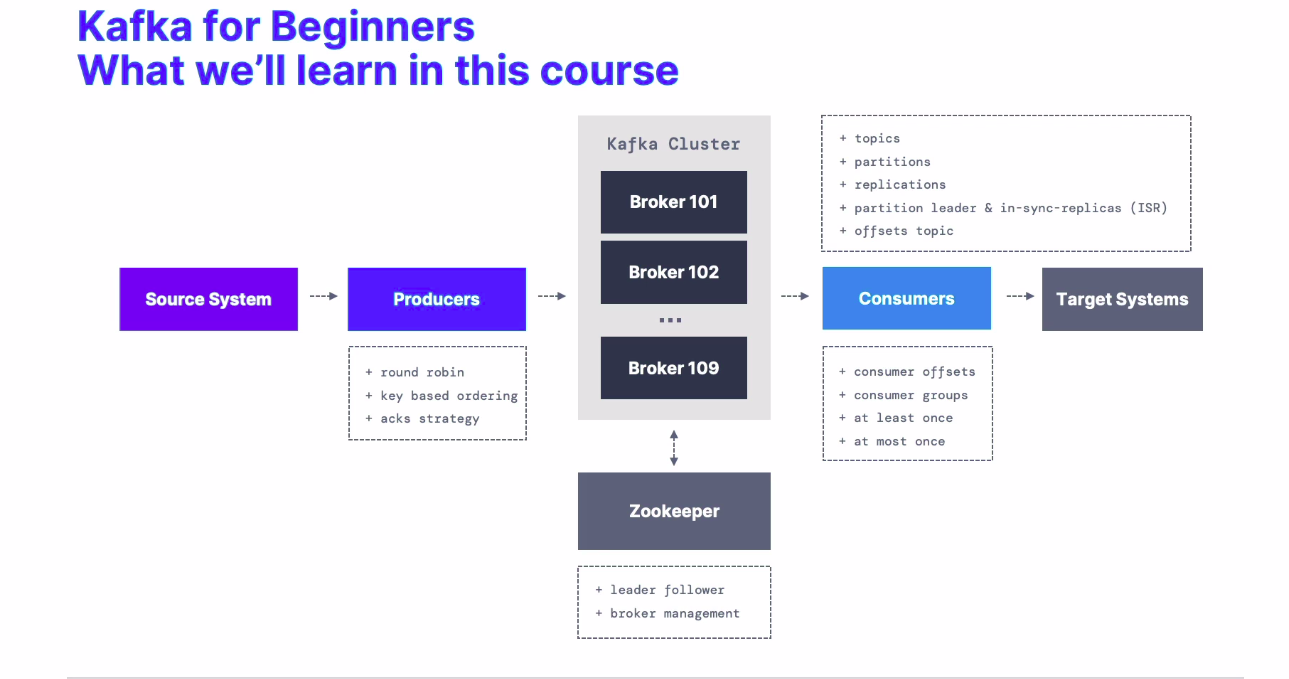 Kafka for Beginners
What we'll learn in this course
Kafka Cluster
Broker 101
Broker 102
...
Broker 109
+ topics
+ partitions
+ replications
+ partition leader & in-sync-replicas (ISR)
+ offsets topic
Source System
Producers
Consumers
Target Systems
+ round robin
+ key based ordering
+ acks strategy
+ consumer offsets
+ consumer groups
+ at least once
+ at most once
Zookeeper
+ leader follower
+ broker management